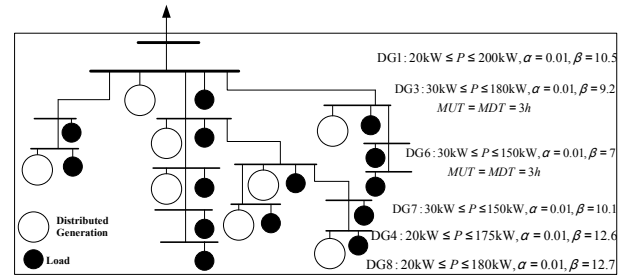 DG1: 20kW ≤ P ≤ 200kW, α = 0.01, β = 10.5
DG3: 30kW ≤ P ≤ 180kW, α = 0.01, β = 9.2
MUT = MDT = 3h
DG6: 30kW ≤ P ≤ 150kW, α = 0.01, β = 7
MUT = MDT = 3h
DG7: 30kW ≤ P ≤ 150kW, α = 0.01, β = 10.1
DG4: 20kW ≤ P ≤ 175kW, α = 0.01, β = 12.6
DG8: 20kW ≤ P ≤ 180kW, α = 0.01, β = 12.7
Distributed
Generation
Load